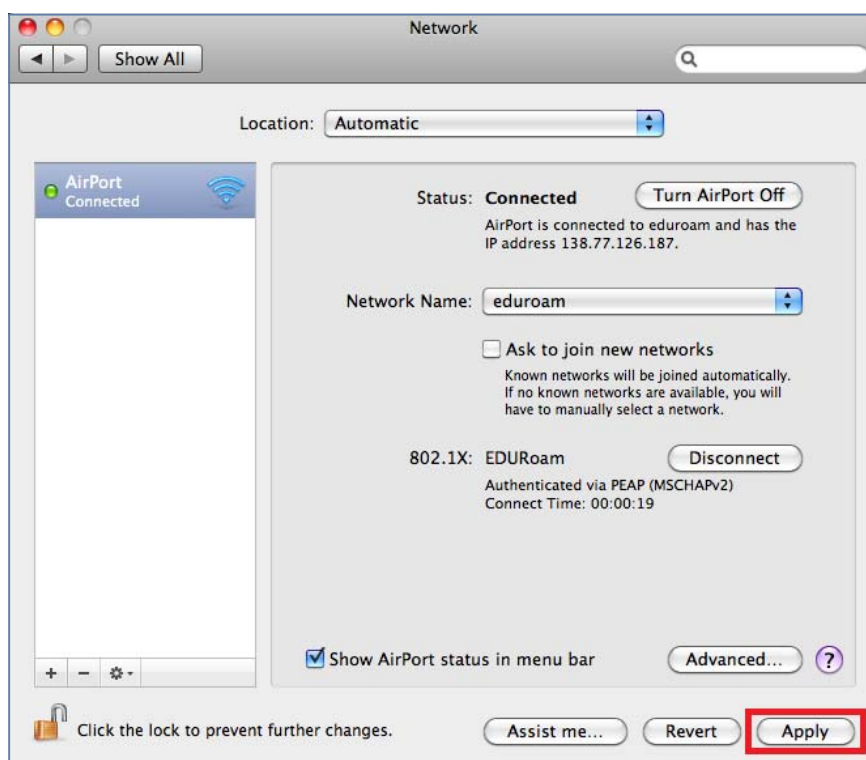 Network
Show All
Location: Automatic
AirPort
Connected
Status: Connected
Turn AirPort Off
AirPort is connected to eduroam and has the
IP address 138.77.126.187.
Network Name: eduroam
Ask to join new networks
Known networks will be joined automatically.
If no known networks are available, you will
have to manually select a network.
802.1X: EDURoam
Disconnect
Authenticated via PEAP (MSCHAPv2)
Connect Time: 00:00:19
Show AirPort status in menu bar
Advanced...
?
+ -
Click the lock to prevent further changes.
Assist me...
Revert
Apply